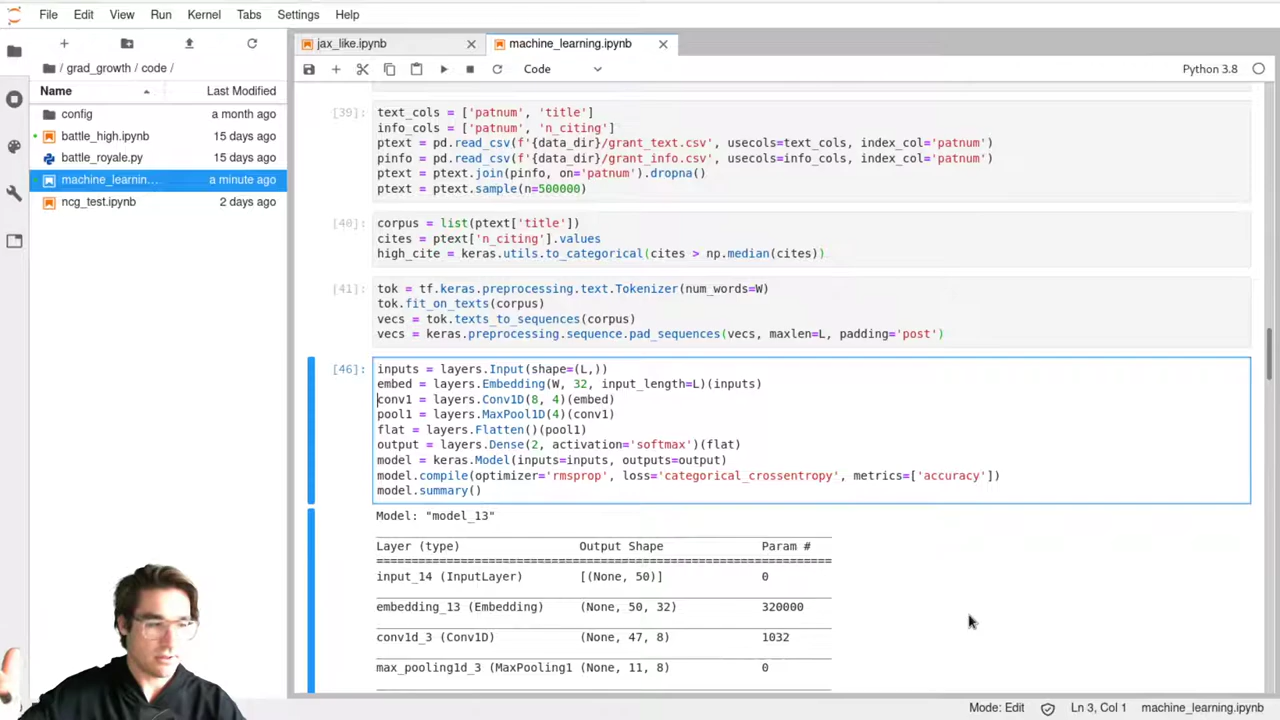 File Edit View Run Kernel Tabs Settings Help
jax_like.ipynb
machine_learning.ipynb
/ grad_growth / code /
Code
Python 3.8
Name Last Modified
config a month ago
battle_high.ipynb 15 days ago
battle_royale.py 15 days ago
machine_learnin... a minute ago
ncg_test.ipynb 2 days ago
[39]: text_cols = ['patnum', 'title']
info_cols = ['patnum', 'n_citing']
ptext = pd.read_csv(f'{data_dir}/grant_text.csv', usecols=text_cols, index_col='patnum')
pinfo = pd.read_csv(f'{data_dir}/grant_info.csv', usecols=info_cols, index_col='patnum')
ptext = ptext.join(pinfo, on='patnum').dropna()
ptext = ptext.sample(n=500000)
[40]: corpus = list(ptext['title'])
cites = ptext['n_citing'].values
high_cite = keras.utils.to_categorical(cites > np.median(cites))
[41]: tok = tf.keras.preprocessing.text.Tokenizer(num_words=W)
tok.fit_on_texts(corpus)
vecs = tok.texts_to_sequences(corpus)
vecs = keras.preprocessing.sequence.pad_sequences(vecs, maxlen=L, padding='post')
[46]: inputs = layers.Input(shape=(L,))
embed = layers.Embedding(W, 32, input_length=L)(inputs)
conv1 = layers.Conv1D(8, 4)(embed)
pool1 = layers.MaxPool1D(4)(conv1)
flat = layers.Flatten()(pool1)
output = layers.Dense(2, activation='softmax')(flat)
model = keras.Model(inputs=inputs, outputs=output)
model.compile(optimizer='rmsprop', loss='categorical_crossentropy', metrics=['accuracy'])
model.summary()
Model: "model_13"
Layer (type) Output Shape Param #
input_14 (InputLayer) [(None, 50)] 0
embedding_13 (Embedding) (None, 50, 32) 320000
conv1d_3 (Conv1D) (None, 47, 8) 1032
max_pooling1d_3 (MaxPooling1 (None, 11, 8) 0
Mode: Edit Ln 3, Col 1 machine_learning.ipynb